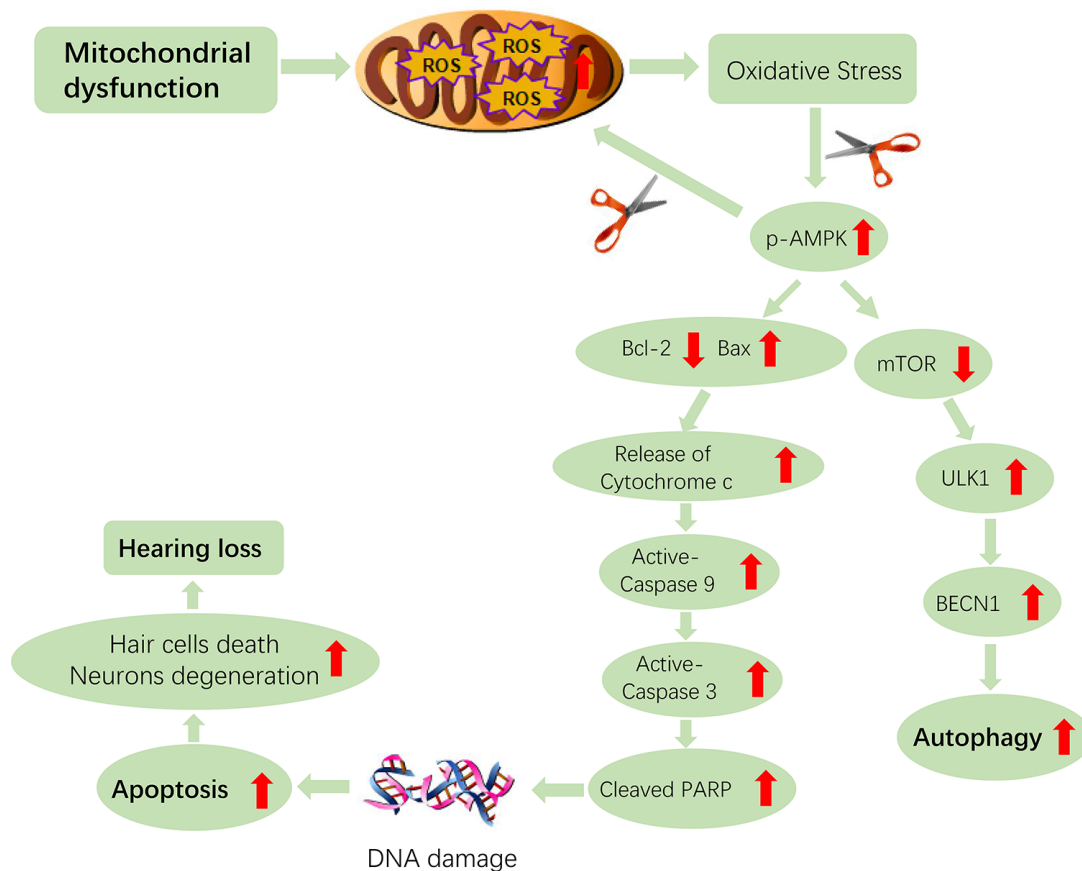 Mitochondrial
dysfunction
ROS
ROS
ROS
Oxidative Stress
p-AMPK
Bcl-2 Bax
mTOR
Release of
Cytochrome c
ULK1
Active-
Caspase 9
BECN1
Active-
Caspase 3
Autophagy
Cleaved PARP
DNA damage
Apoptosis
Hair cells death
Neurons degeneration
Hearing loss